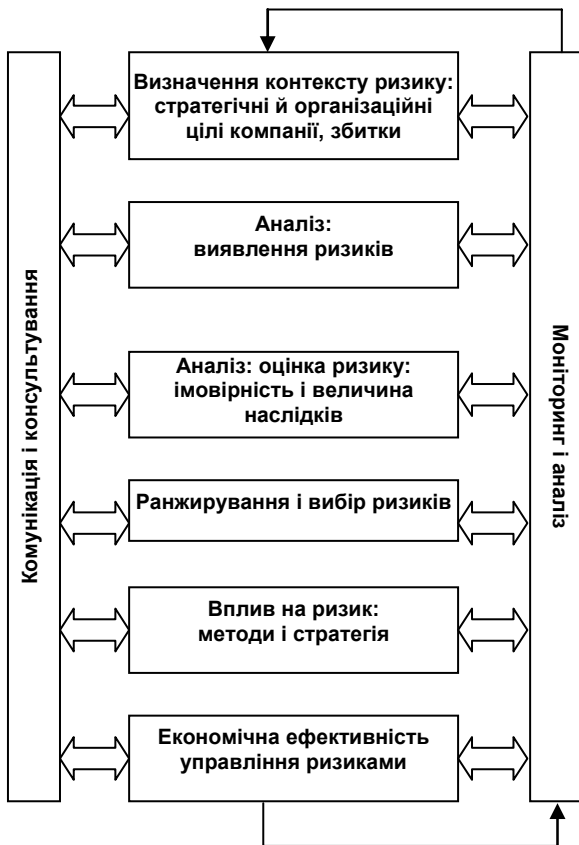 Визначення контексту ризику:
стратегічні й організаційні
цілі компанії, збитки
Аналіз:
виявлення ризиків
Аналіз: оцінка ризику:
імовірність і величина
наслідків
Ранжирування і вибір ризиків
Вплив на ризик:
методи і стратегія
Економічна ефективність
управління ризиками
Комунікація і консультування
Моніторинг і аналіз